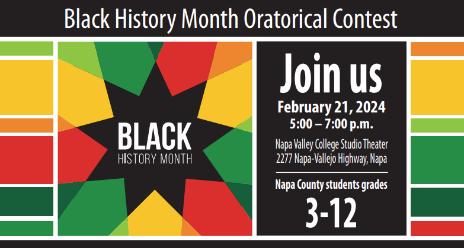 Black History Month Oratorical Contest
BLACK
HISTORY MONTH
Join us
February 21, 2024
5:00 – 7:00 p.m.
Napa Valley College Studio Theater
2277 Napa-Vallejo Highway, Napa
Napa County students grades
3-12